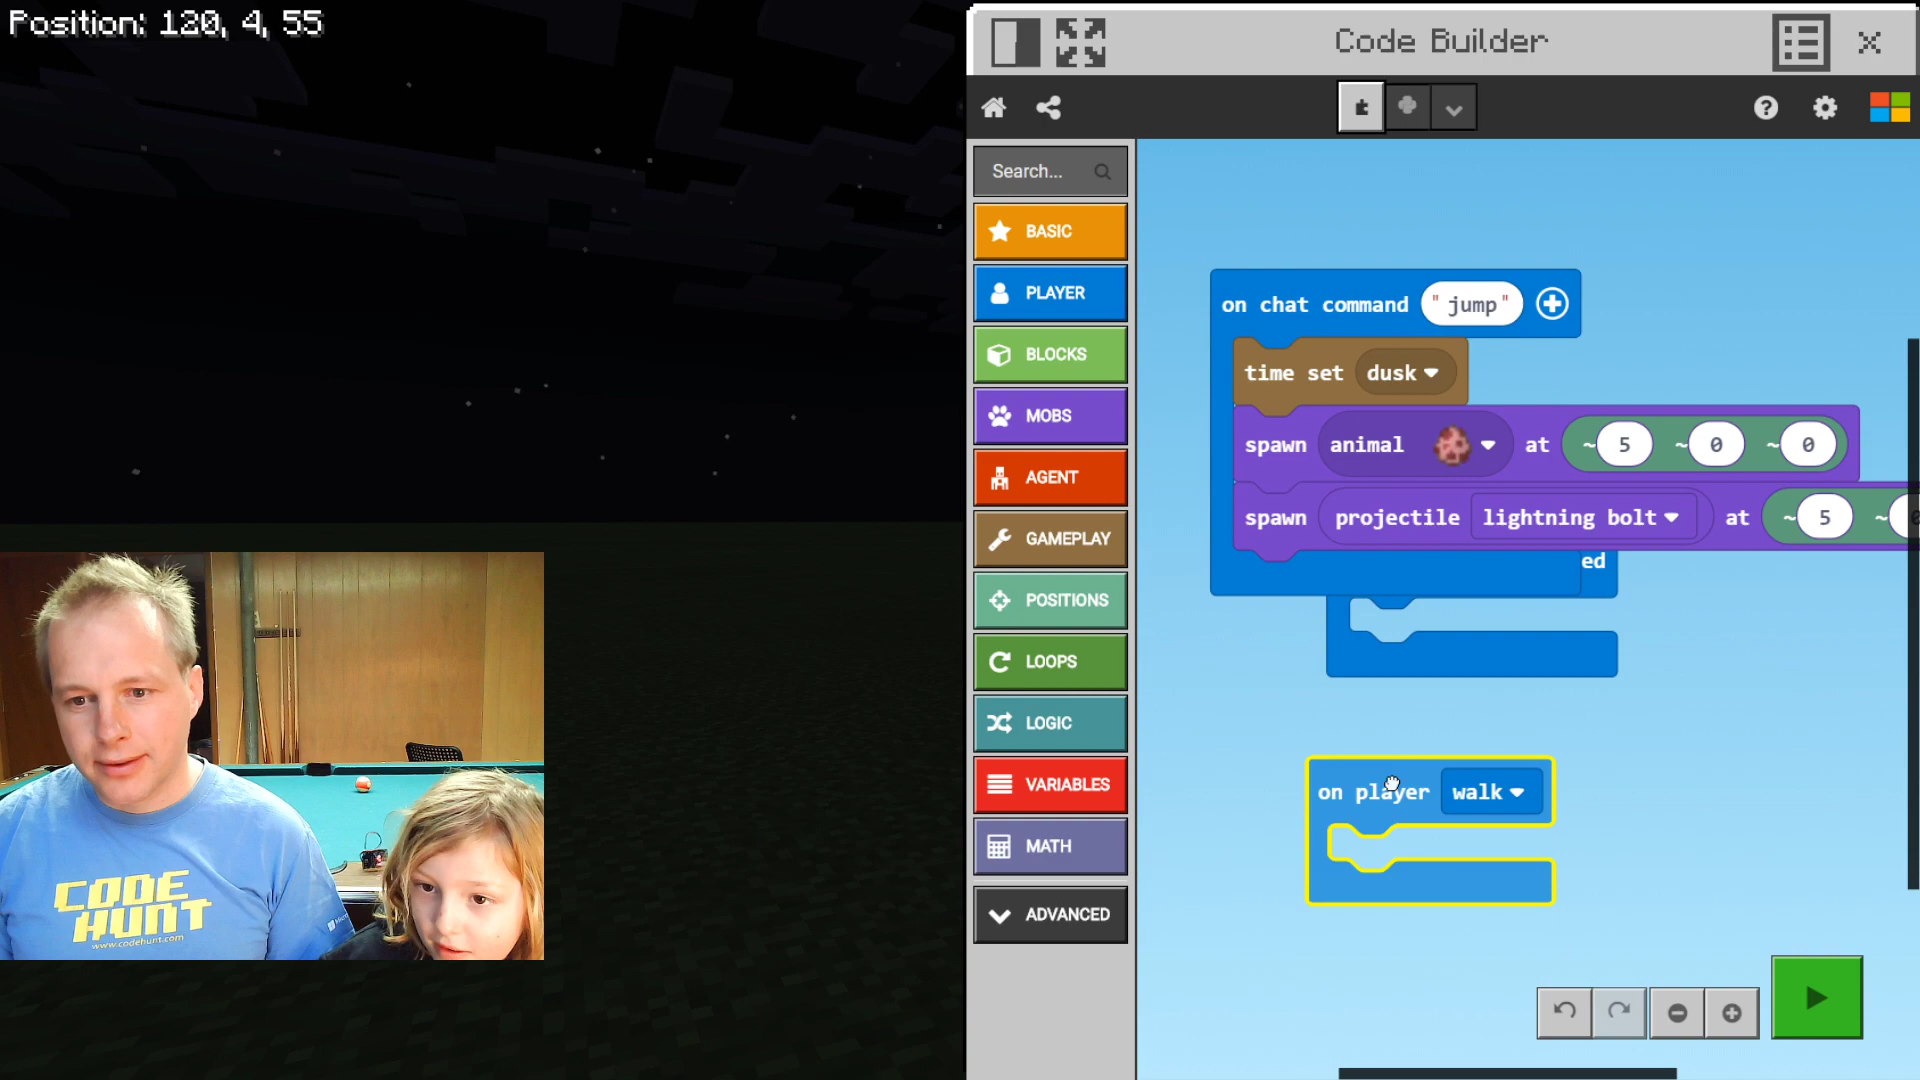 Position: 120, 4, 55
Code Builder
Search...
BASIC
PLAYER
BLOCKS
MOBS
AGENT
GAMEPLAY
POSITIONS
LOOPS
LOGIC
VARIABLES
MATH
ADVANCED
on chat command "jump"
time set dusk
spawn animal at ~5 ~0 ~0
spawn projectile lightning bolt at ~5 ~
ed
on player walk
CODE
HUNT
www.codehunt.com